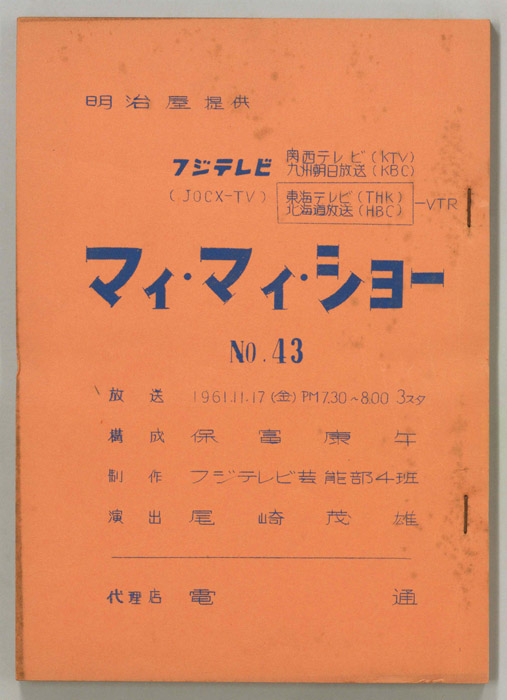 明治屋提供
フジテレビ 関西テレビ(KTV)
九州朝日放送(KBC)
(JOCX-TV) 東海テレビ(THK)
北海道放送(HBC) -VTR
マイ・マイ・ショー
NO.43
放送 1961.11.17(金)PM7.30~8.00 3スタ
構成 保富康午
制作 フジテレビ芸能部4班
演出 尾崎茂雄
代理店 電通